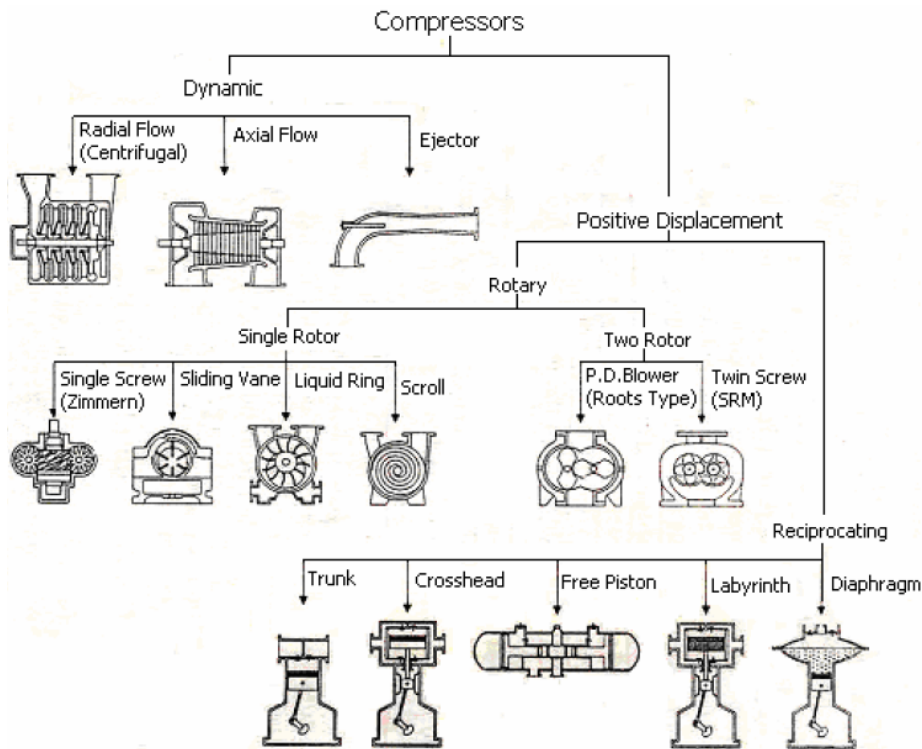 Compressors
Dynamic
Radial Flow
(Centrifugal)
Axial Flow
Ejector
Positive Displacement
Rotary
Single Rotor
Two Rotor
Single Screw
(Zimmern)
Sliding Vane
Liquid Ring
Scroll
P.D.Blower
(Roots Type)
Twin Screw
(SRM)
Reciprocating
Trunk
Crosshead
Free Piston
Labyrinth
Diaphragm